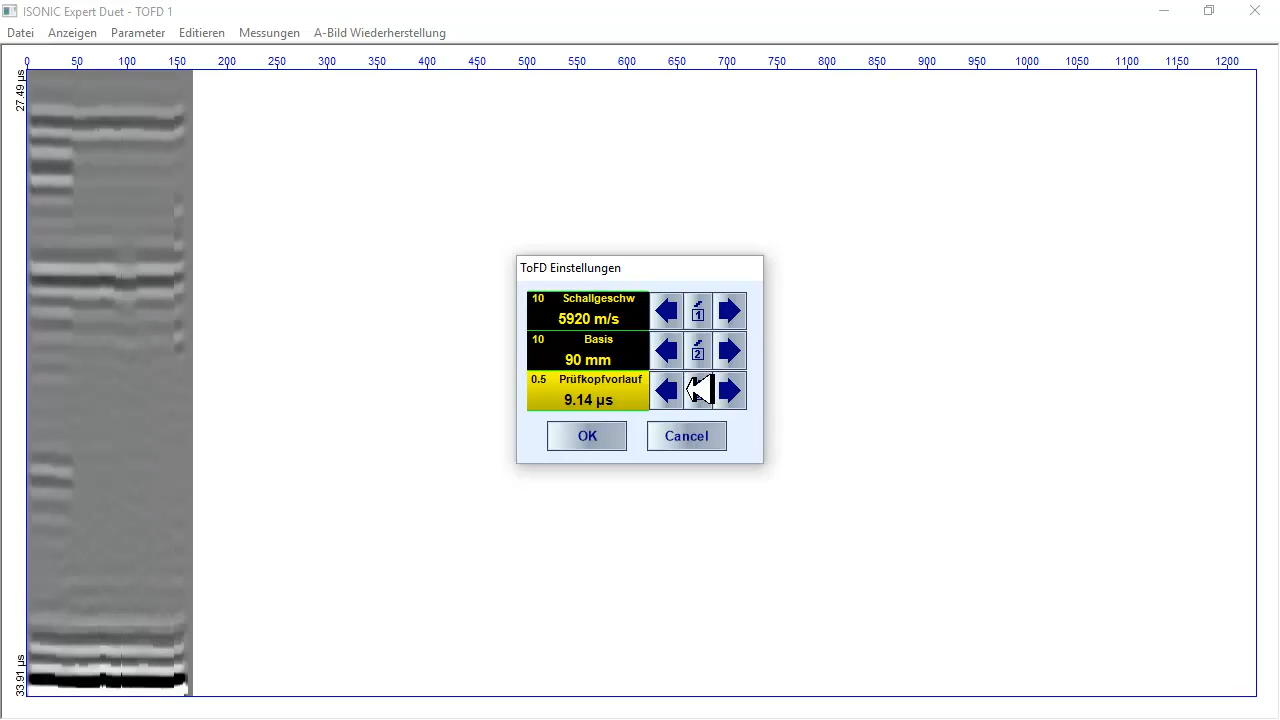 ISONIC Expert Duet - TOFD 1
Datei Anzeigen Parameter Editieren Messungen A-Bild Wiederherstellung
0 50 100 150 200 250 300 350 400 450 500 550 600 650 700 750 800 850 900 950 1000 1050 1100 1150 1200
27.49 µs
ToFD Einstellungen
10 Schallgeschw
5920 m/s
1
10 Basis
90 mm
2
0.5 Prüfkopfvorlauf
9.14 µs
OK Cancel
33.91 µs